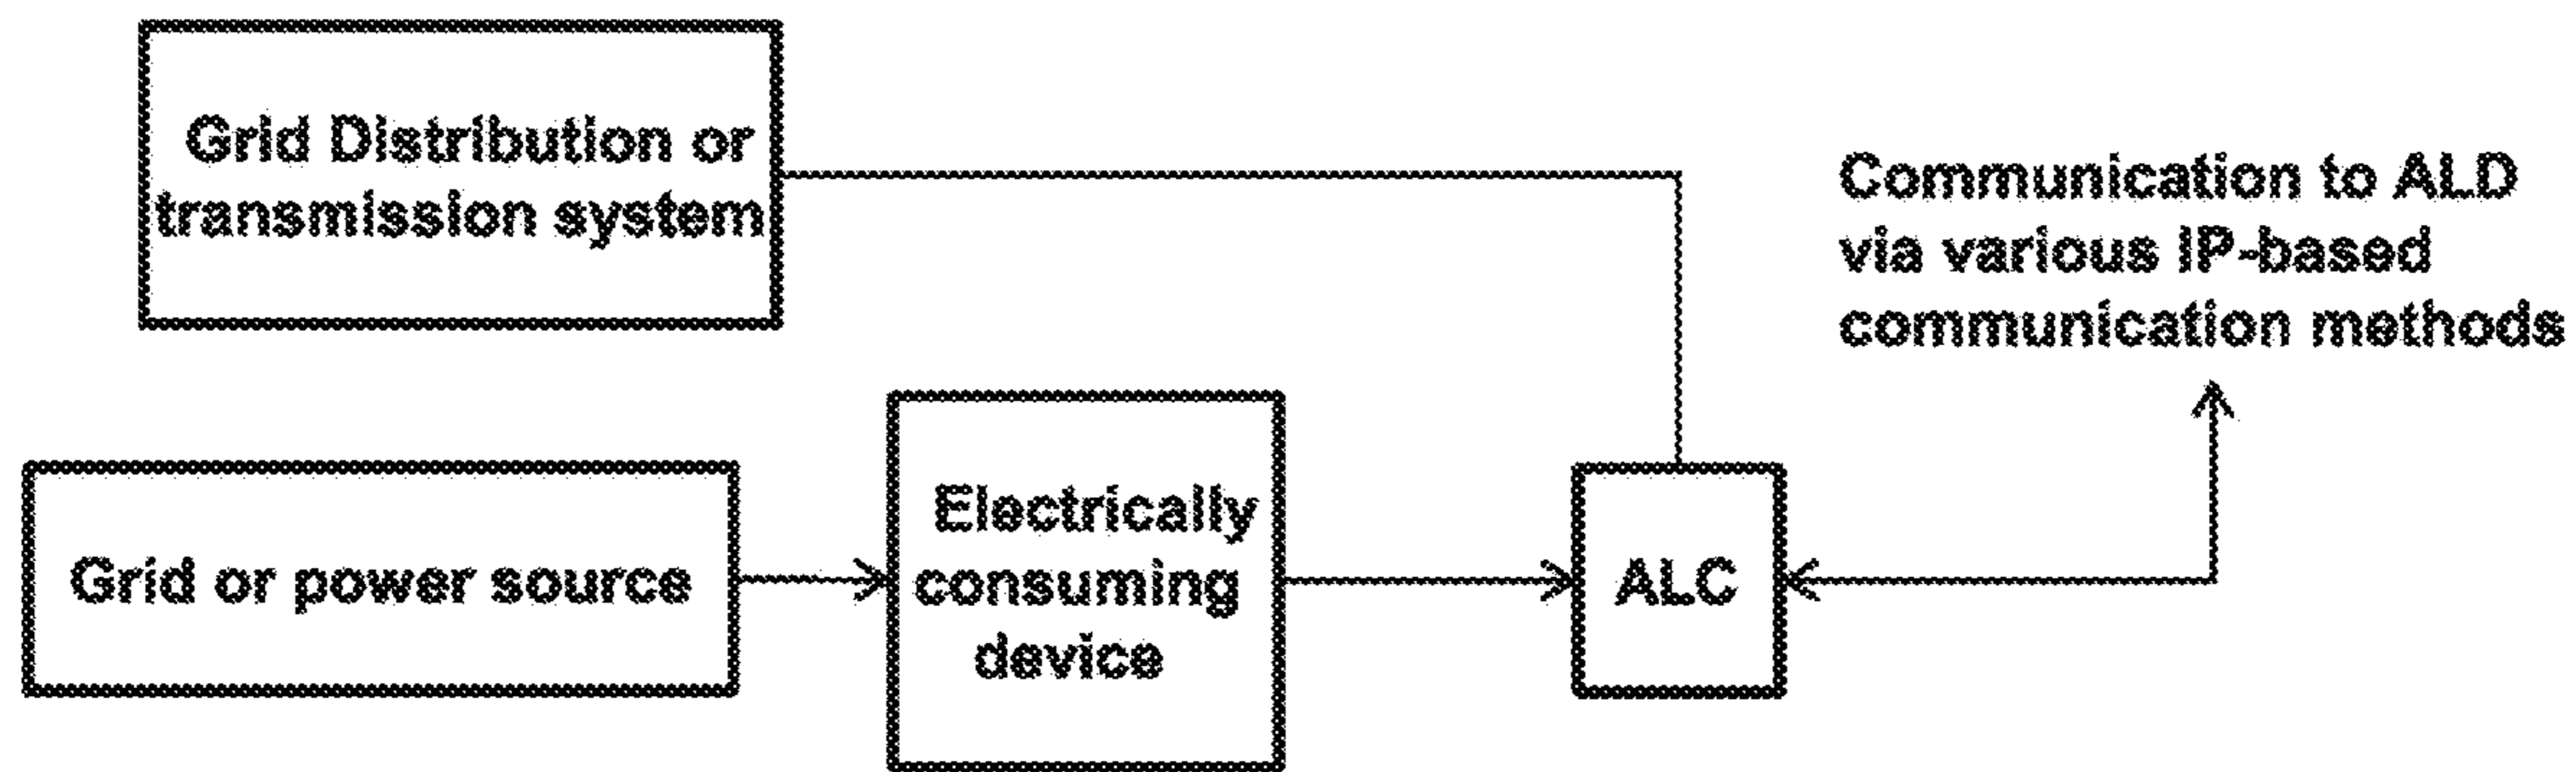 Grid Distribution or
transmission system
Communication to ALD
via various IP-based
communication methods
Grid or power source
Electrically
consuming
device
ALC